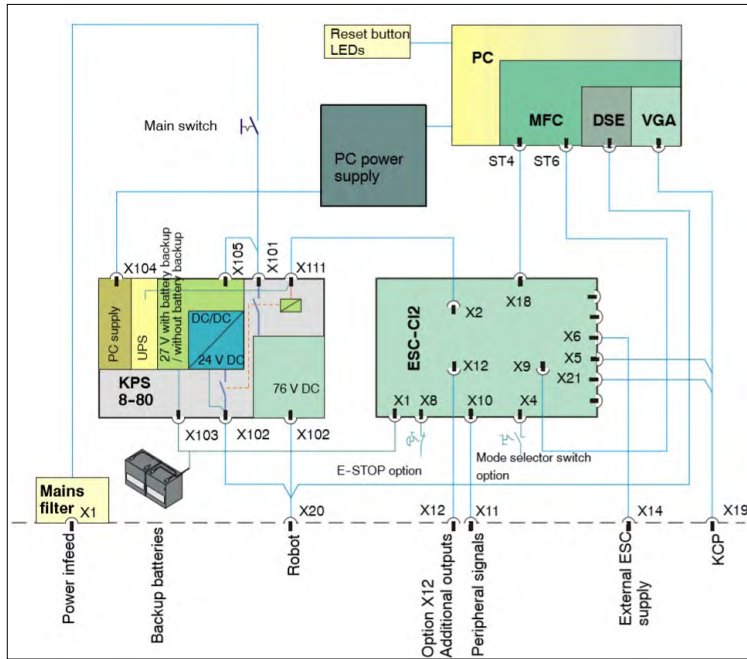 Reset button
LEDs
PC
MFC
DSE
VGA
ST4
ST6
Main switch
PC power
supply
X104
X105
X101
X111
PC supply
UPS
27 V with battery backup
/ without battery backup
DC/DC
24 V DC
76 V DC
KPS
8-80
X103
X102
X102
ESC-CI2
X18
X2
X12
X9
X6
X5
X21
X1
X8
X10
X4
E-STOP option
Mode selector switch
option
Mains
filter
X1
X20
X12
X11
X14
X19
Power infeed
Backup batteries
Robot
Option X12
Additional outputs
Peripheral signals
External ESC
supply
KCP